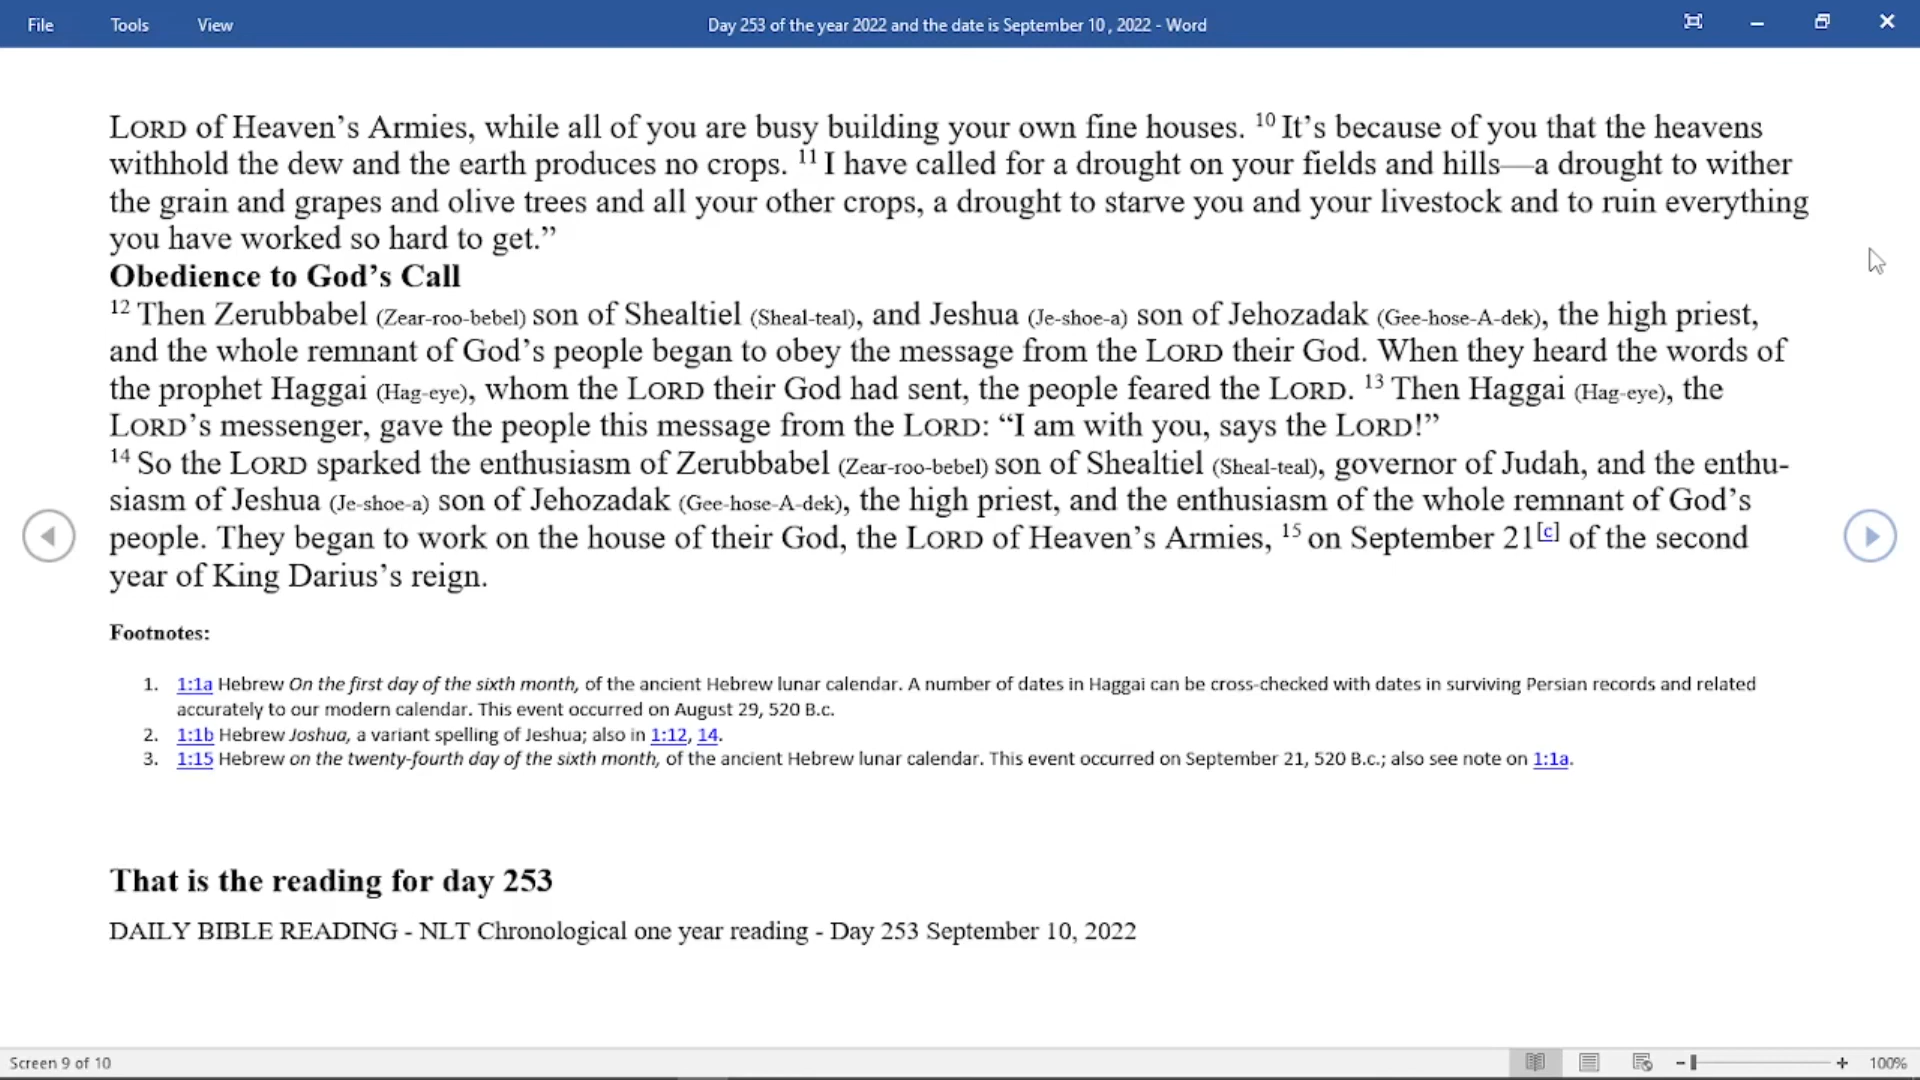 File Tools View Day 253 of the year 2022 and the date is September 10 , 2022 - Word
LORD of Heaven’s Armies, while all of you are busy building your own fine houses. 10 It’s because of you that the heavens
withhold the dew and the earth produces no crops. 11 I have called for a drought on your fields and hills—a drought to wither
the grain and grapes and olive trees and all your other crops, a drought to starve you and your livestock and to ruin everything
you have worked so hard to get.”
Obedience to God’s Call
12 Then Zerubbabel (Zear-roo-bebel) son of Shealtiel (Sheal-teal), and Jeshua (Je-shoe-a) son of Jehozadak (Gee-hose-A-dek), the high priest,
and the whole remnant of God’s people began to obey the message from the LORD their God. When they heard the words of
the prophet Haggai (Hag-eye), whom the LORD their God had sent, the people feared the LORD. 13 Then Haggai (Hag-eye), the
LORD’s messenger, gave the people this message from the LORD: “I am with you, says the LORD!”
14 So the LORD sparked the enthusiasm of Zerubbabel (Zear-roo-bebel) son of Shealtiel (Sheal-teal), governor of Judah, and the enthu-
siasm of Jeshua (Je-shoe-a) son of Jehozadak (Gee-hose-A-dek), the high priest, and the enthusiasm of the whole remnant of God’s
people. They began to work on the house of their God, the LORD of Heaven’s Armies, 15 on September 21[c] of the second
year of King Darius’s reign.
Footnotes:
1. 1:1a Hebrew On the first day of the sixth month, of the ancient Hebrew lunar calendar. A number of dates in Haggai can be cross-checked with dates in surviving Persian records and related
accurately to our modern calendar. This event occurred on August 29, 520 B.C.
2. 1:1b Hebrew Joshua, a variant spelling of Jeshua; also in 1:12, 14.
3. 1:15 Hebrew on the twenty-fourth day of the sixth month, of the ancient Hebrew lunar calendar. This event occurred on September 21, 520 B.C.; also see note on 1:1a.
That is the reading for day 253
DAILY BIBLE READING - NLT Chronological one year reading - Day 253 September 10, 2022
Screen 9 of 10 100%